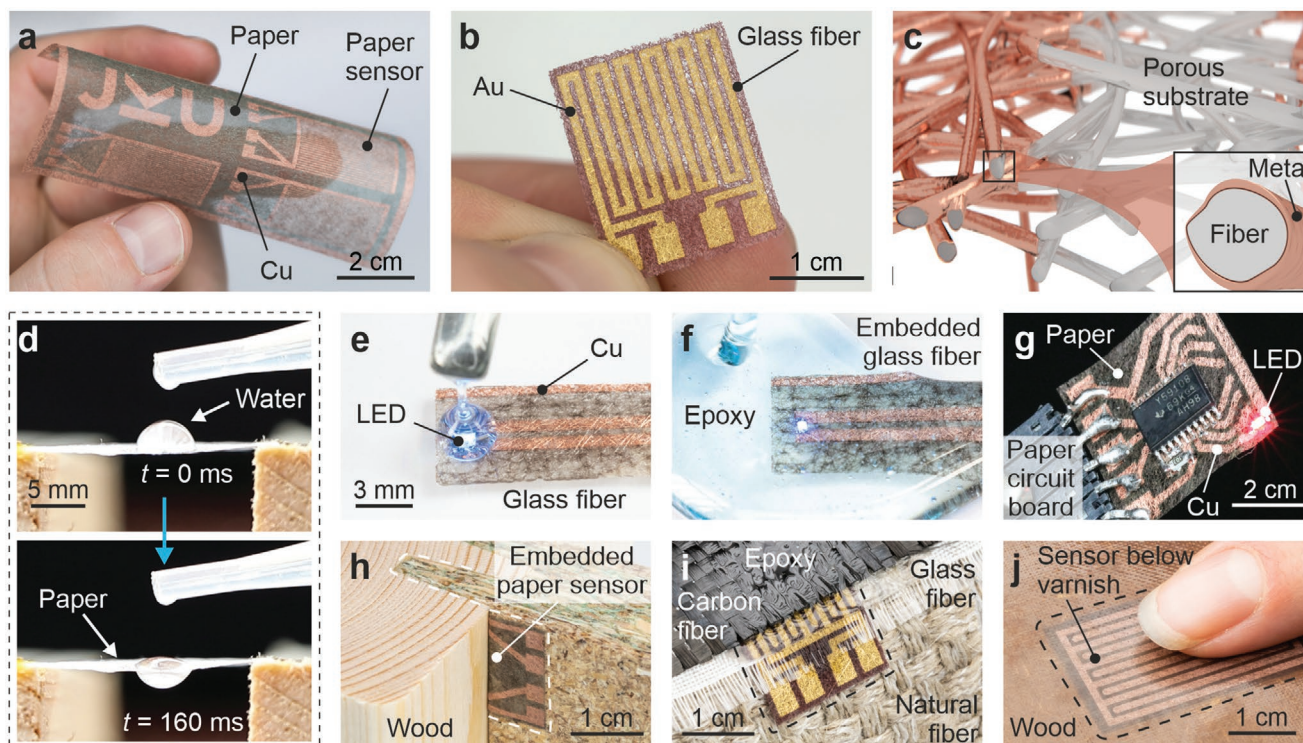 a
Paper
Paper
sensor
JKU
Cu
2 cm
b
Glass fiber
Au
1 cm
c
Porous
substrate
Metal
Fiber
d
Water
t = 0 ms
5 mm
Paper
t = 160 ms
e
Cu
LED
3 mm
Glass fiber
f
Embedded
glass fiber
Epoxy
g
Paper
LED
Paper
circuit
board
Cu
2 cm
h
Embedded
paper sensor
Wood
1 cm
i
Epoxy
Carbon
fiber
Glass
fiber
Natural
fiber
1 cm
j
Sensor below
varnish
Wood
1 cm